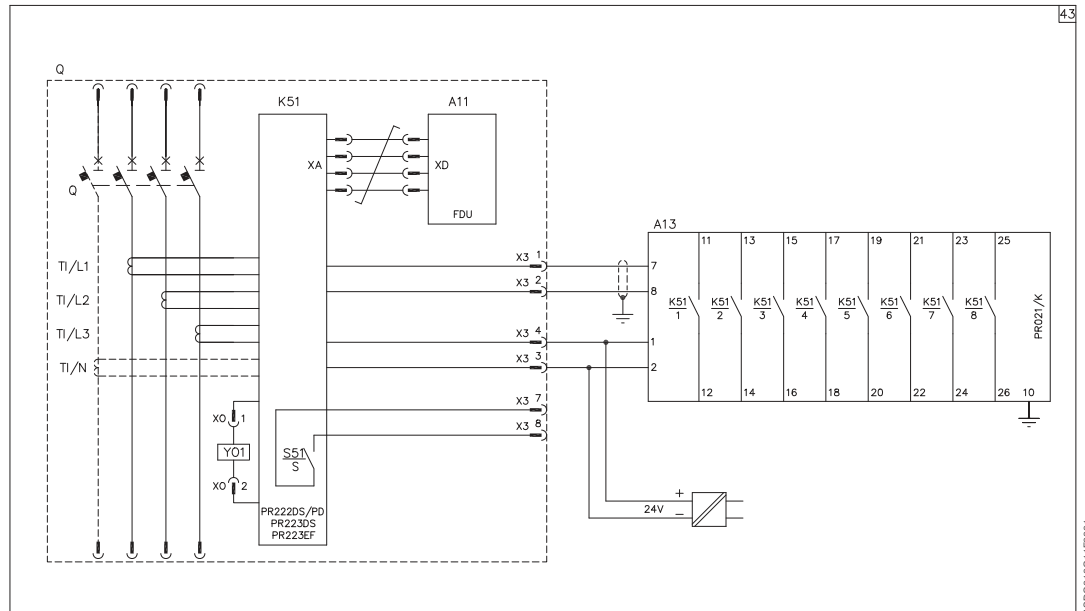 43
Q
K51
A11
XA
XD
FDU
Q
A13
11
13
15
17
19
21
23
25
TI/L1
X3 1
7
TI/L2
X3 2
8
K51
1
K51
2
K51
3
K51
4
K51
5
K51
6
K51
7
K51
8
PR021/K
TI/L3
X3 4
1
TI/N
X3 3
2
12
14
16
18
20
22
24
26
10
X3 7
X0 1
X3 8
Y01
S51
S
X0 2
PR222DS/PD
PR223DS
PR223EF
24V
+
−